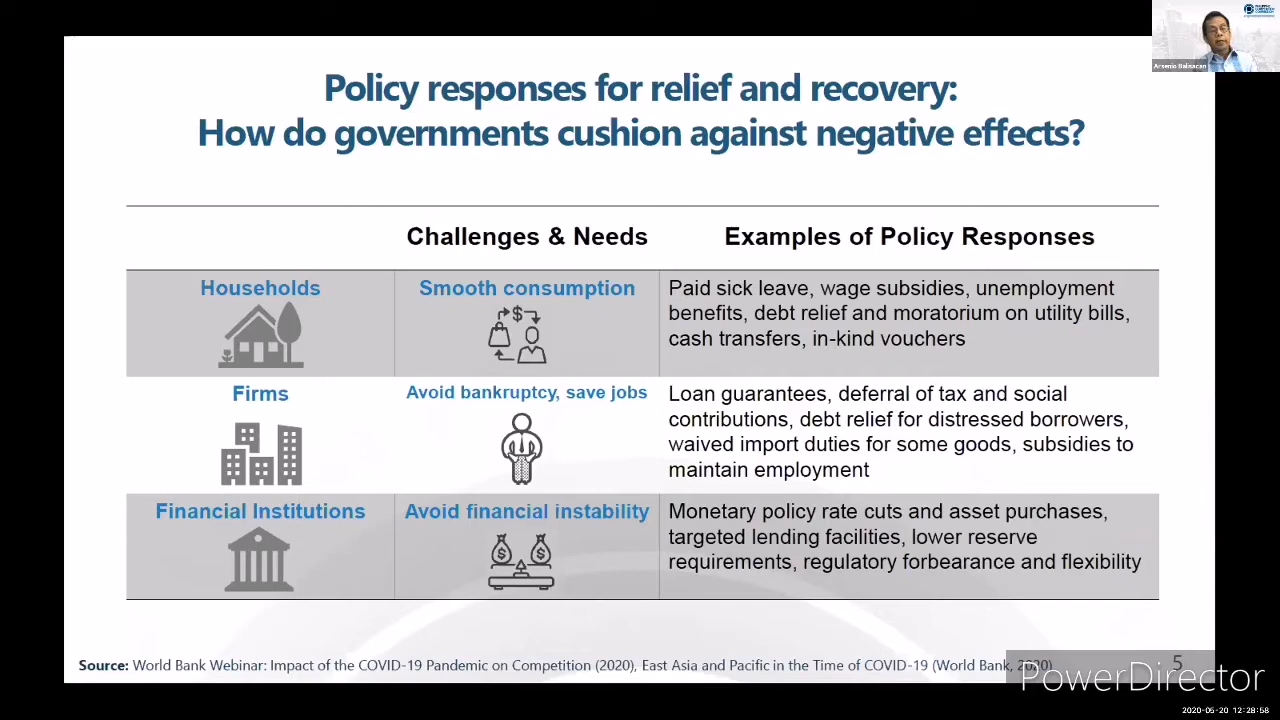 Arsenio Balisacan
Policy responses for relief and recovery:
How do governments cushion against negative effects?
Challenges & Needs
Examples of Policy Responses
Households
Smooth consumption
Paid sick leave, wage subsidies, unemployment
benefits, debt relief and moratorium on utility bills,
cash transfers, in-kind vouchers
Firms
Avoid bankruptcy, save jobs
Loan guarantees, deferral of tax and social
contributions, debt relief for distressed borrowers,
waived import duties for some goods, subsidies to
maintain employment
Financial Institutions
Avoid financial instability
Monetary policy rate cuts and asset purchases,
targeted lending facilities, lower reserve
requirements, regulatory forbearance and flexibility
Source: World Bank Webinar: Impact of the COVID-19 Pandemic on Competition (2020), East Asia and Pacific in the Time of COVID-19 (World Bank, 2020)
5
PowerDirector
2020-05-20 12:28:58